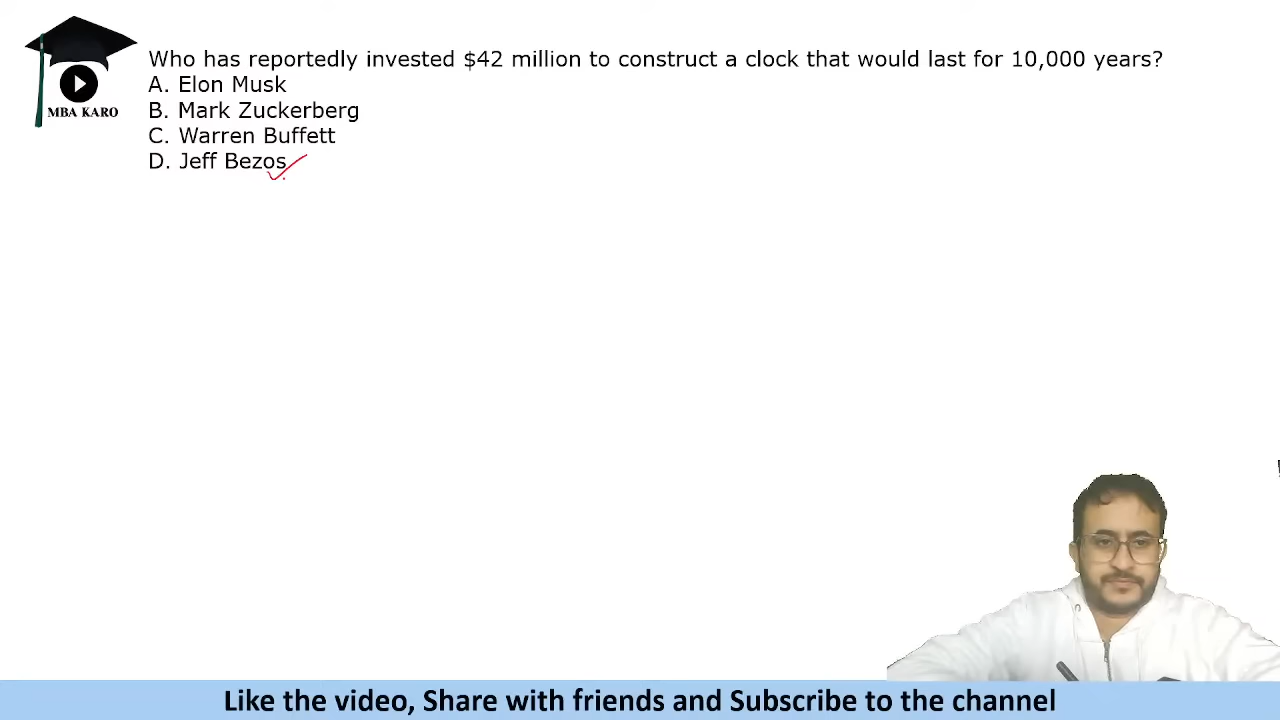 MBA KARO
Who has reportedly invested $42 million to construct a clock that would last for 10,000 years?
A. Elon Musk
B. Mark Zuckerberg
C. Warren Buffett
D. Jeff Bezos
Like the video, Share with friends and Subscribe to the channel